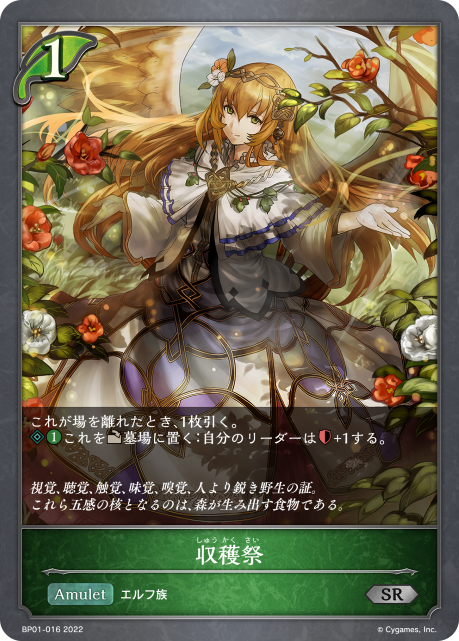 1
これが場を離れたとき、1枚引く。
1 これを墓場に置く:自分のリーダーは+1する。
視覚、聴覚、触覚、味覚、嗅覚、人より鋭き野生の証。
これら五感の核となるのは、森が生み出す食物である。
しゅう かく さい
収穫祭
Amulet エルフ族 SR
BP01-016 2022 © Cygames, Inc.